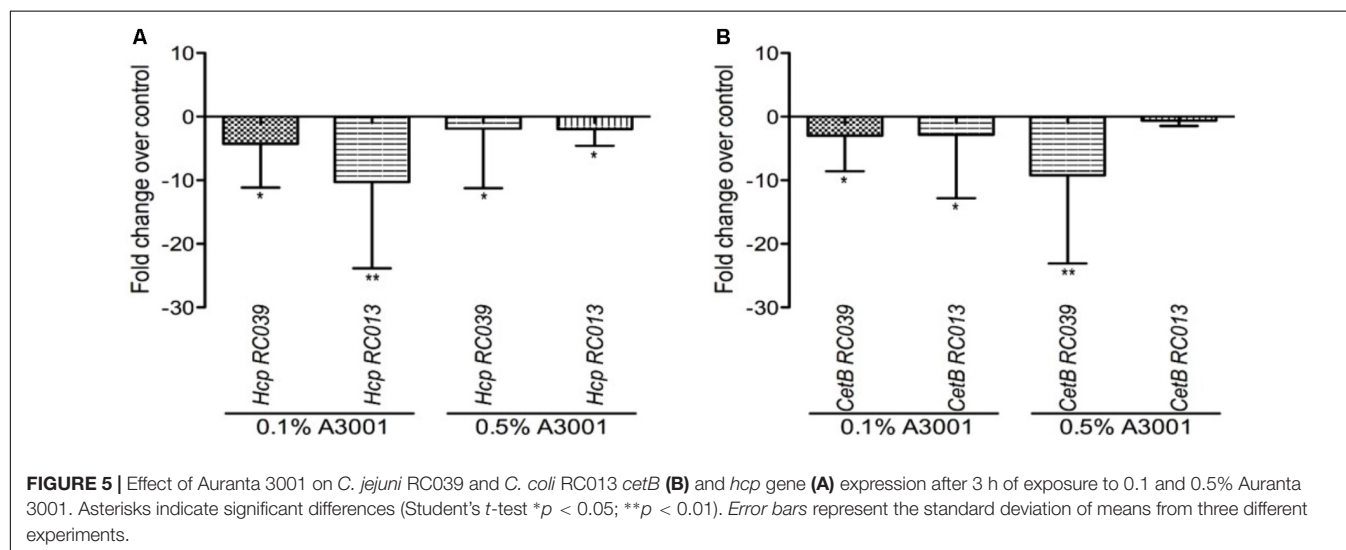 A
10
0
-10
-20
-30
Fold change over control
*
**
*
*
Hcp RC039
Hcp RC013
Hcp RC039
Hcp RC013
0.1% A3001
0.5% A3001
B
10
0
-10
-20
-30
Fold change over control
*
*
**
CetB RC039
CetB RC013
CetB RC039
CetB RC013
0.1% A3001
0.5% A3001
FIGURE 5 | Effect of Auranta 3001 on C. jejuni RC039 and C. coli RC013 cetB (B) and hcp gene (A) expression after 3 h of exposure to 0.1 and 0.5% Auranta
3001. Asterisks indicate significant differences (Student's t-test *p < 0.05; **p < 0.01). Error bars represent the standard deviation of means from three different
experiments.